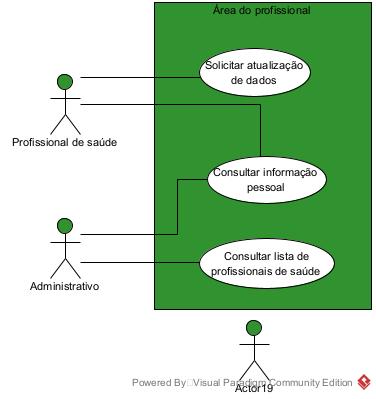 Área do profissional
Solicitar atualização
de dados
Profissional de saúde
Consultar informação
pessoal
Administrativo
Consultar lista de
profissionais de saúde
Powered By Visual Paradigm Community Edition
Actor19